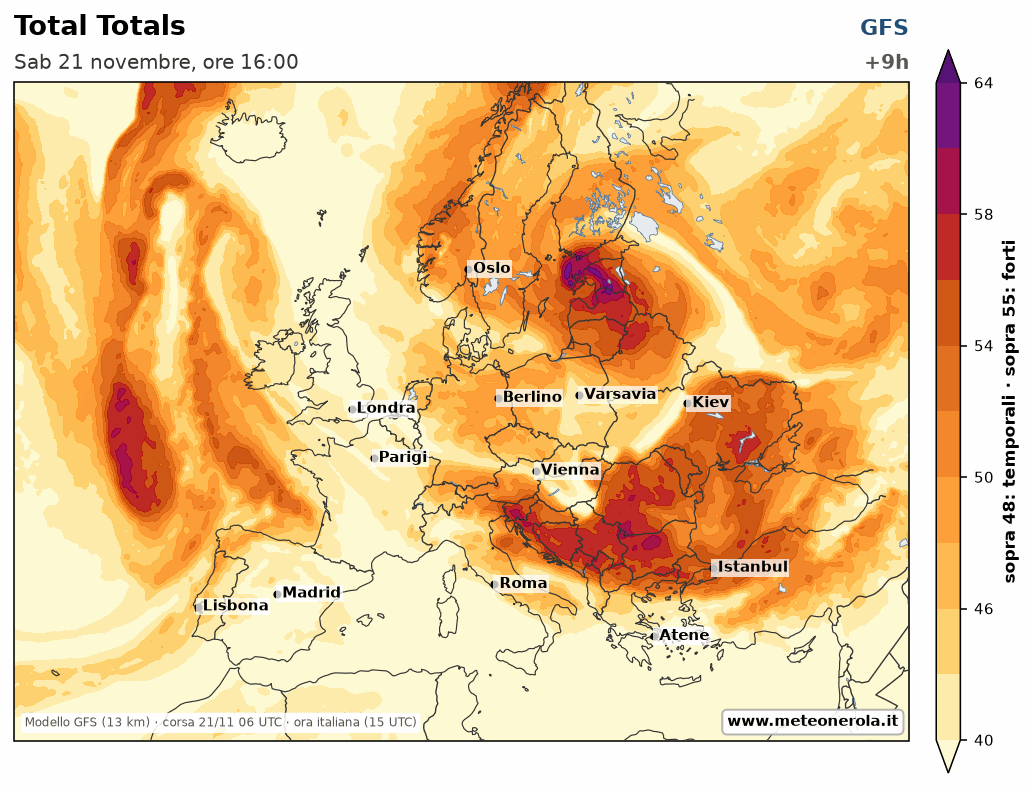 Total Totals
GFS
Sab 21 novembre, ore 16:00
+9h
64
58
54
50
46
40
sopra 48: temporali · sopra 55: forti
Oslo
Berlino
Varsavia
Kiev
Londra
Parigi
Vienna
Istanbul
Roma
Madrid
Lisbona
Atene
Modello GFS (13 km) · corsa 21/11 06 UTC · ora italiana (15 UTC)
www.meteonerola.it